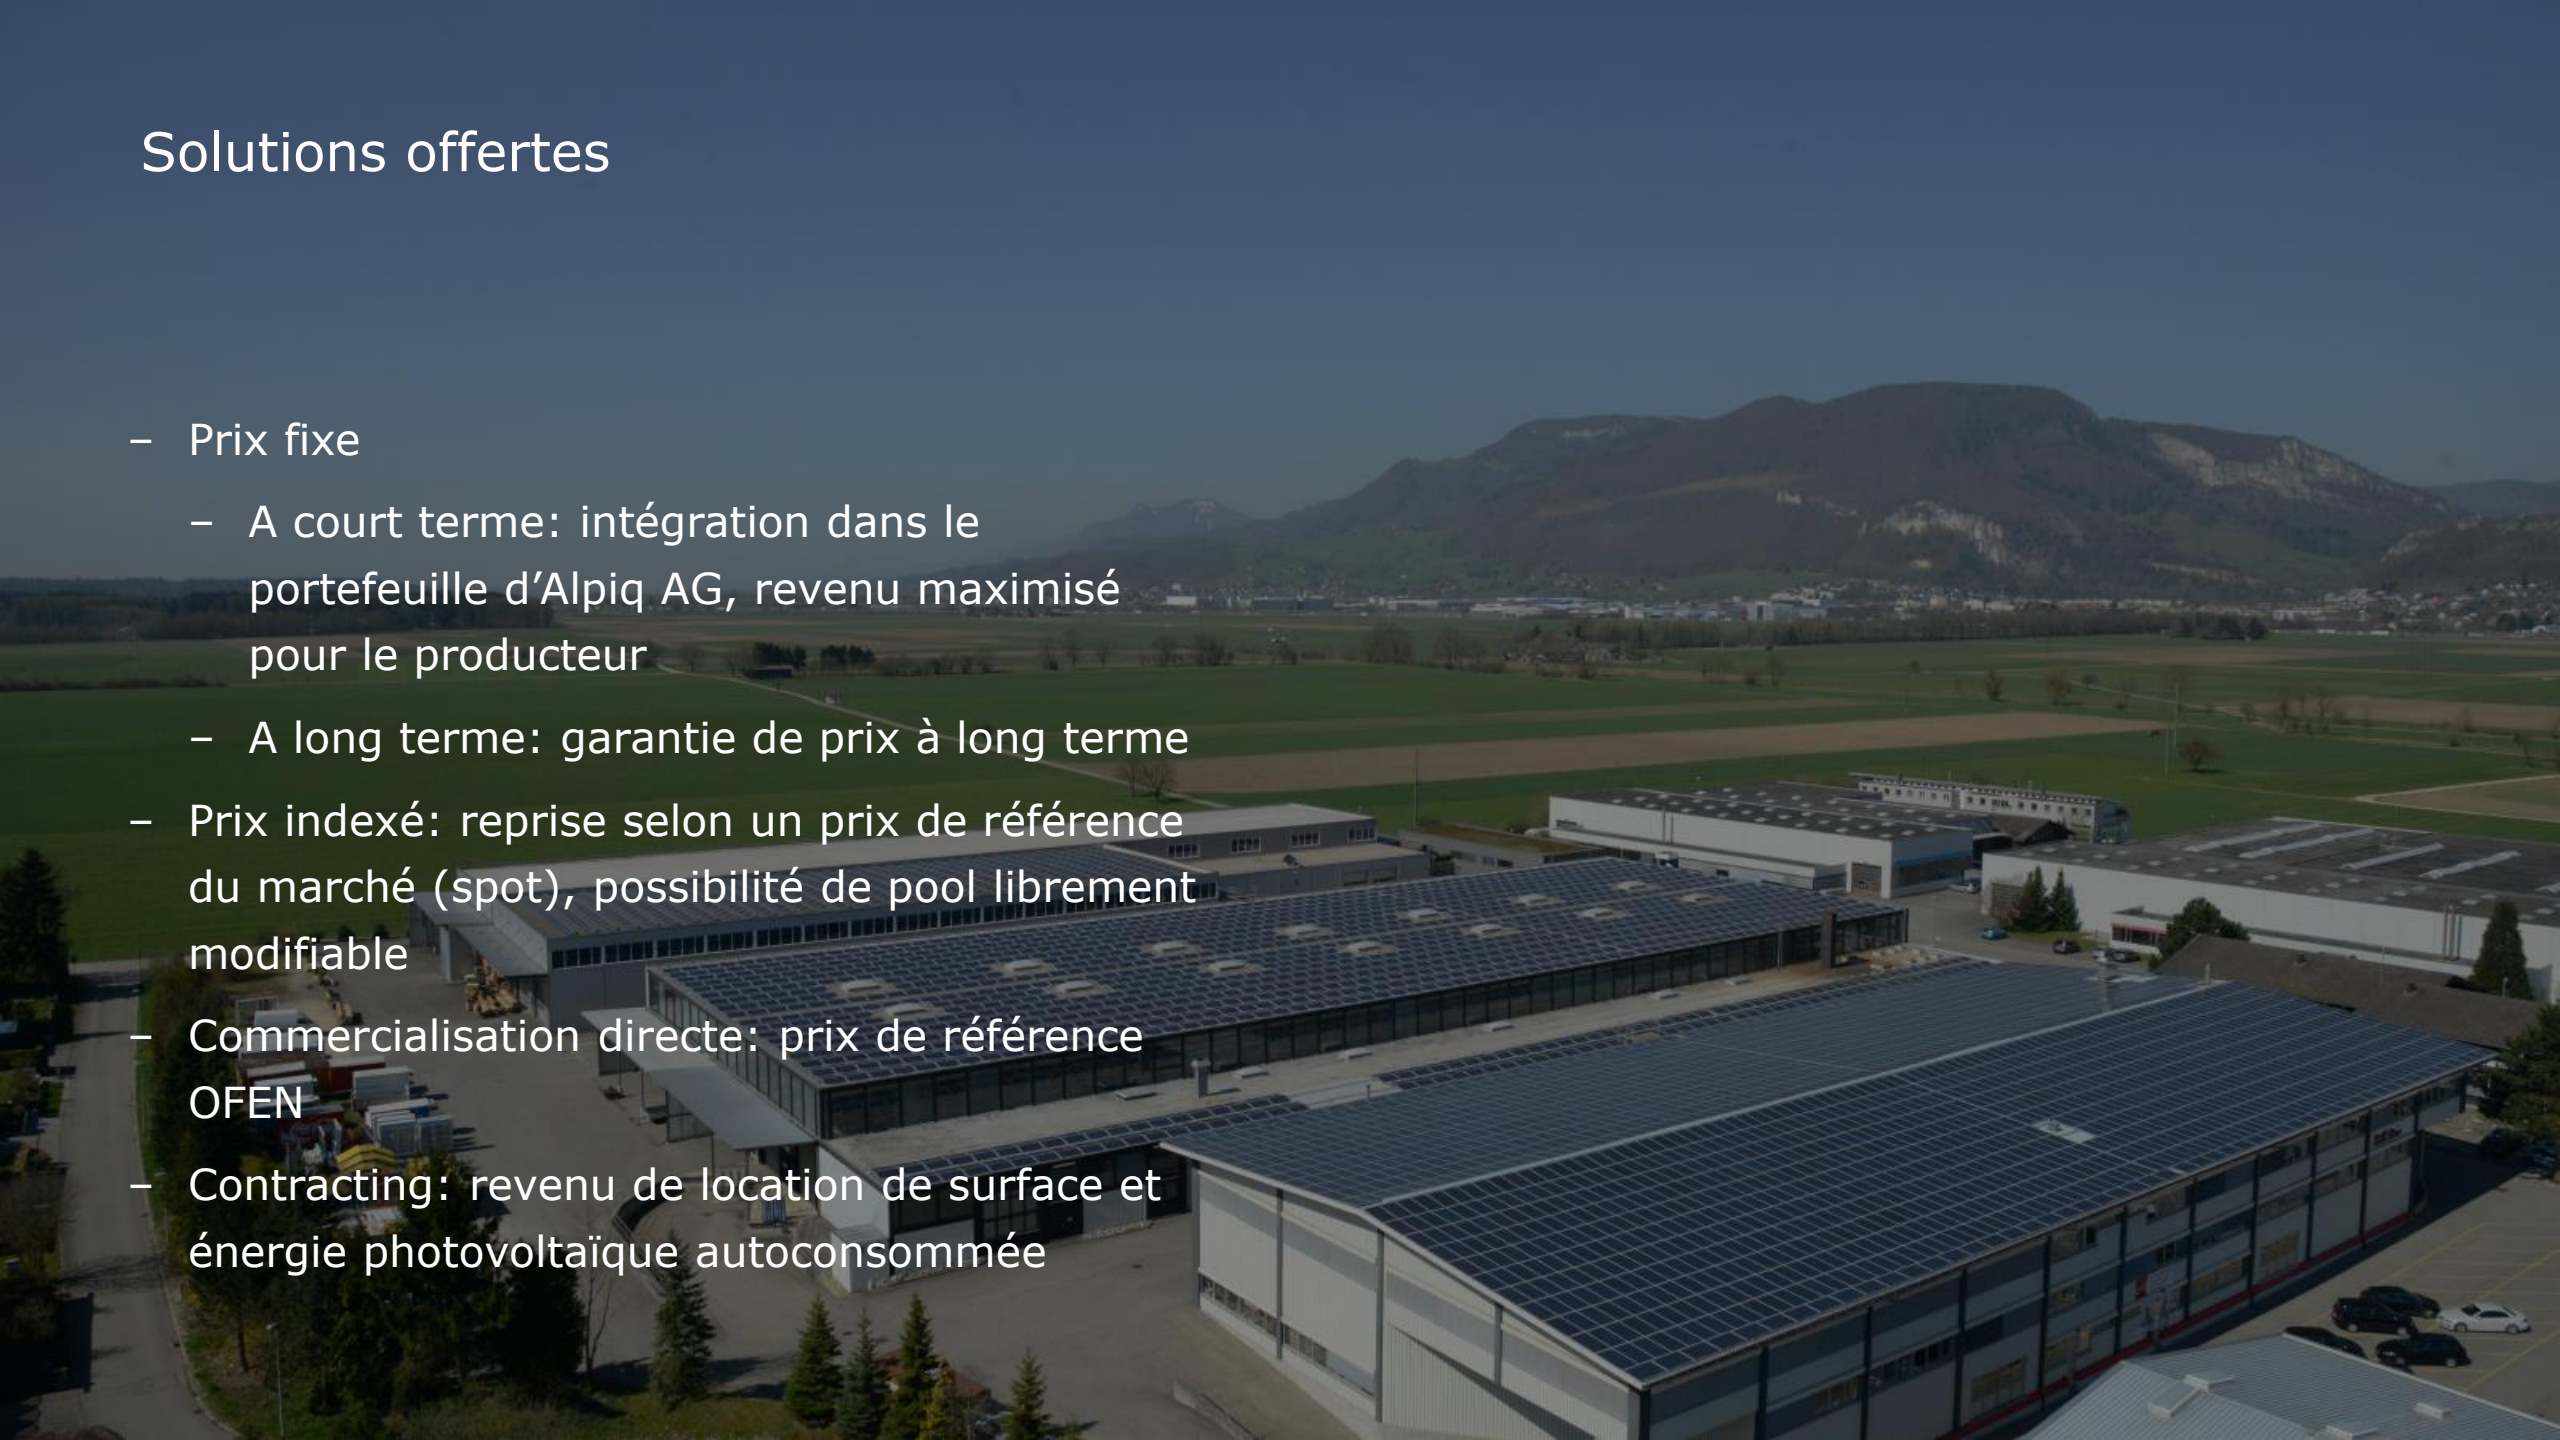 Solutions offertes
– Prix fixe
– A court terme: intégration dans le
portefeuille d’Alpiq AG, revenu maximisé
pour le producteur
– A long terme: garantie de prix à long terme
– Prix indexé: reprise selon un prix de référence
du marché (spot), possibilité de pool librement
modifiable
– Commercialisation directe: prix de référence
OFEN
– Contracting: revenu de location de surface et
énergie photovoltaïque autoconsommée